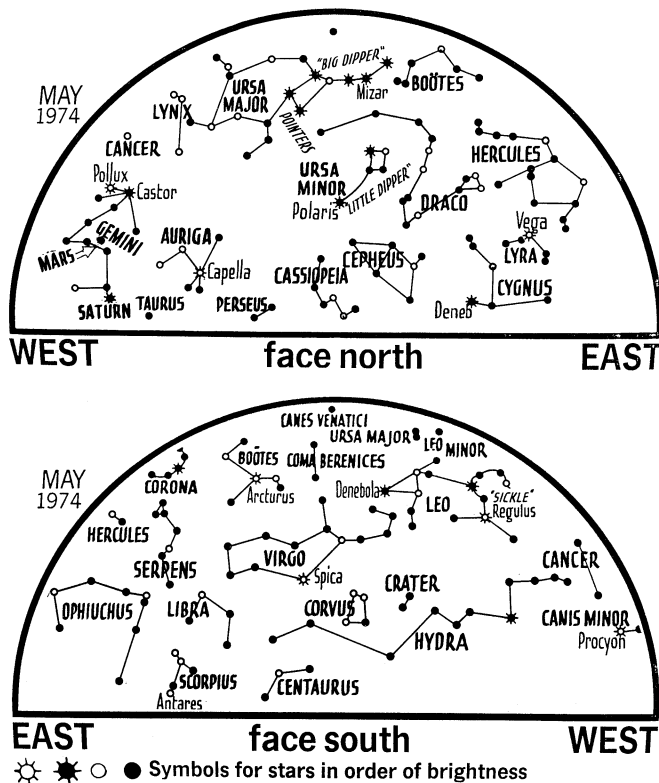 MAY
1974
"BIG DIPPER"
BOÖTES
URSA
MAJOR
Mizar
LYNX
POINTERS
CANCER
HERCULES
Pollux
Castor
URSA
MINOR
"LITTLE DIPPER"
Polaris
DRACO
GEMINI
MARS
AURIGA
Vega
LYRA
CEPHEUS
Capella
CASSIOPEIA
CYGNUS
SATURN
TAURUS
PERSEUS
Deneb
WEST
face north
EAST
MAY
1974
CANES VENATICI
URSA MAJOR
LEO MINOR
BOÖTES
COMA BERENICES
CORONA
Arcturus
Denebola
LEO
"SICKLE"
Regulus
HERCULES
VIRGO
SERPENS
Spica
CANCER
OPHIUCHUS
LIBRA
CORVUS
CRATER
CANIS MINOR
Procyon
HYDRA
SCORPIUS
Antares
CENTAURUS
EAST
face south
WEST
Symbols for stars in order of brightness